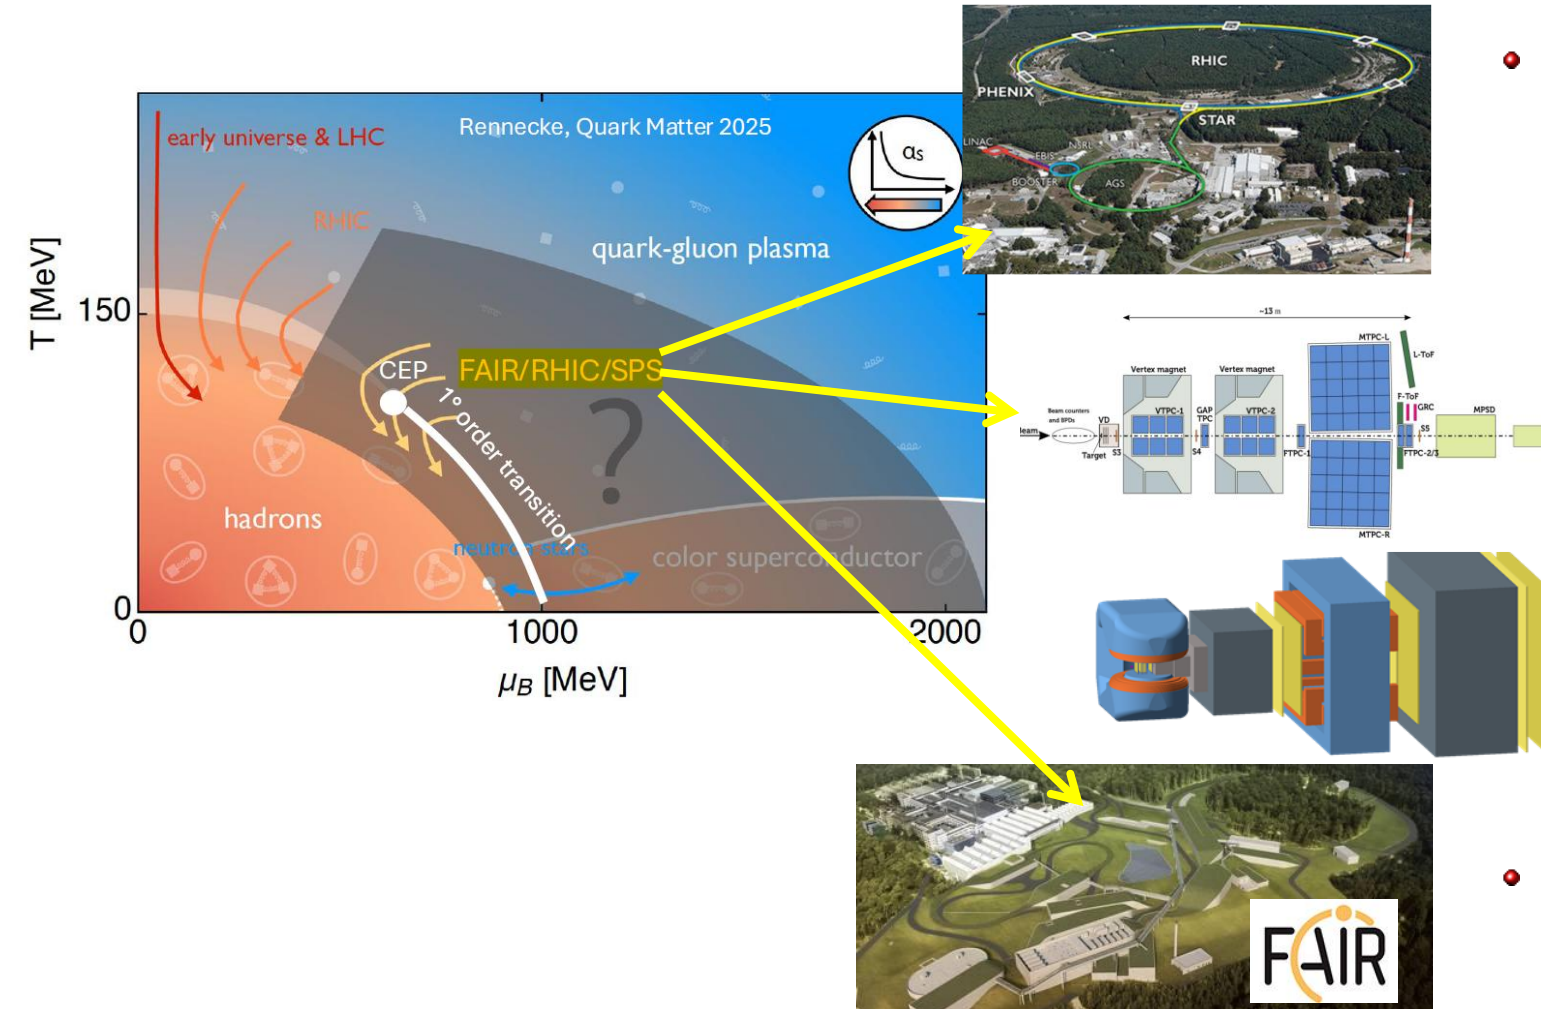 early universe & LHC
Rennecke, Quark Matter 2025
αs
RHIC
quark-gluon plasma
T [MeV]
150
CEP
FAIR/RHIC/SPS
1° order transition
?
hadrons
neutron stars
color superconductor
0
0
1000
2000
μB [MeV]
RHIC
PHENIX
STAR
LINAC
NSRL
EBIS
BOOSTER
AGS
~13 m
MTPC-L
L-ToF
Vertex magnet
Vertex magnet
F-ToF
GRC
MPSD
Beam counters
and BPDs
VD
VTPC-1
GAP
TPC
VTPC-2
S5
Beam
Target
S3
S4
FTPC-1
FTPC-2/3
MTPC-R
FAIR